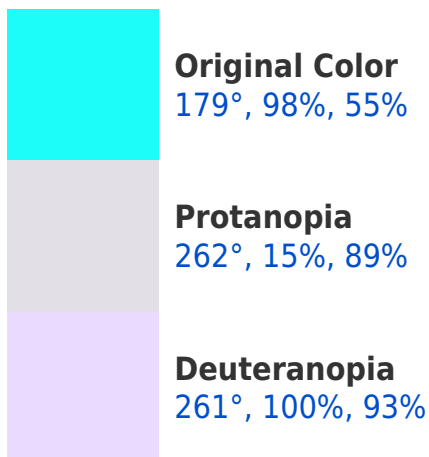 Original Color
179°, 98%, 55%
Protanopia
262°, 15%, 89%
Deuteranopia
261°, 100%, 93%